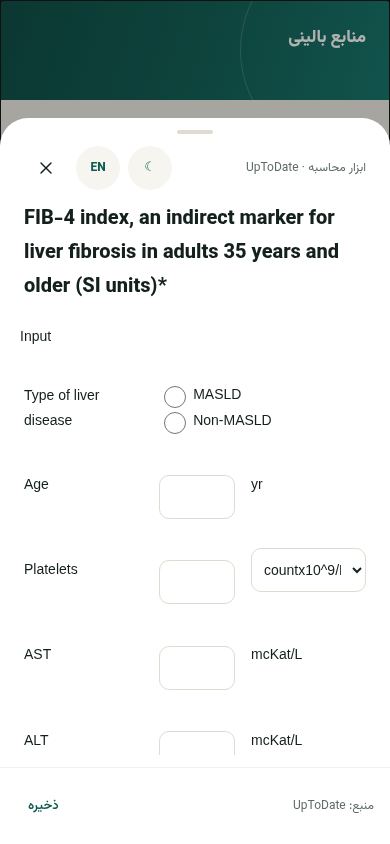 منابع بالینی
ابزار محاسبه · UpToDate
EN
FIB-4 index, an indirect marker for
liver fibrosis in adults 35 years and
older (SI units)*
Input
Type of liver
disease
MASLD
Non-MASLD
Age
yr
Platelets
countx10^9/
AST
mcKat/L
ALT
mcKat/L
منبع: UpToDate
ذخیره